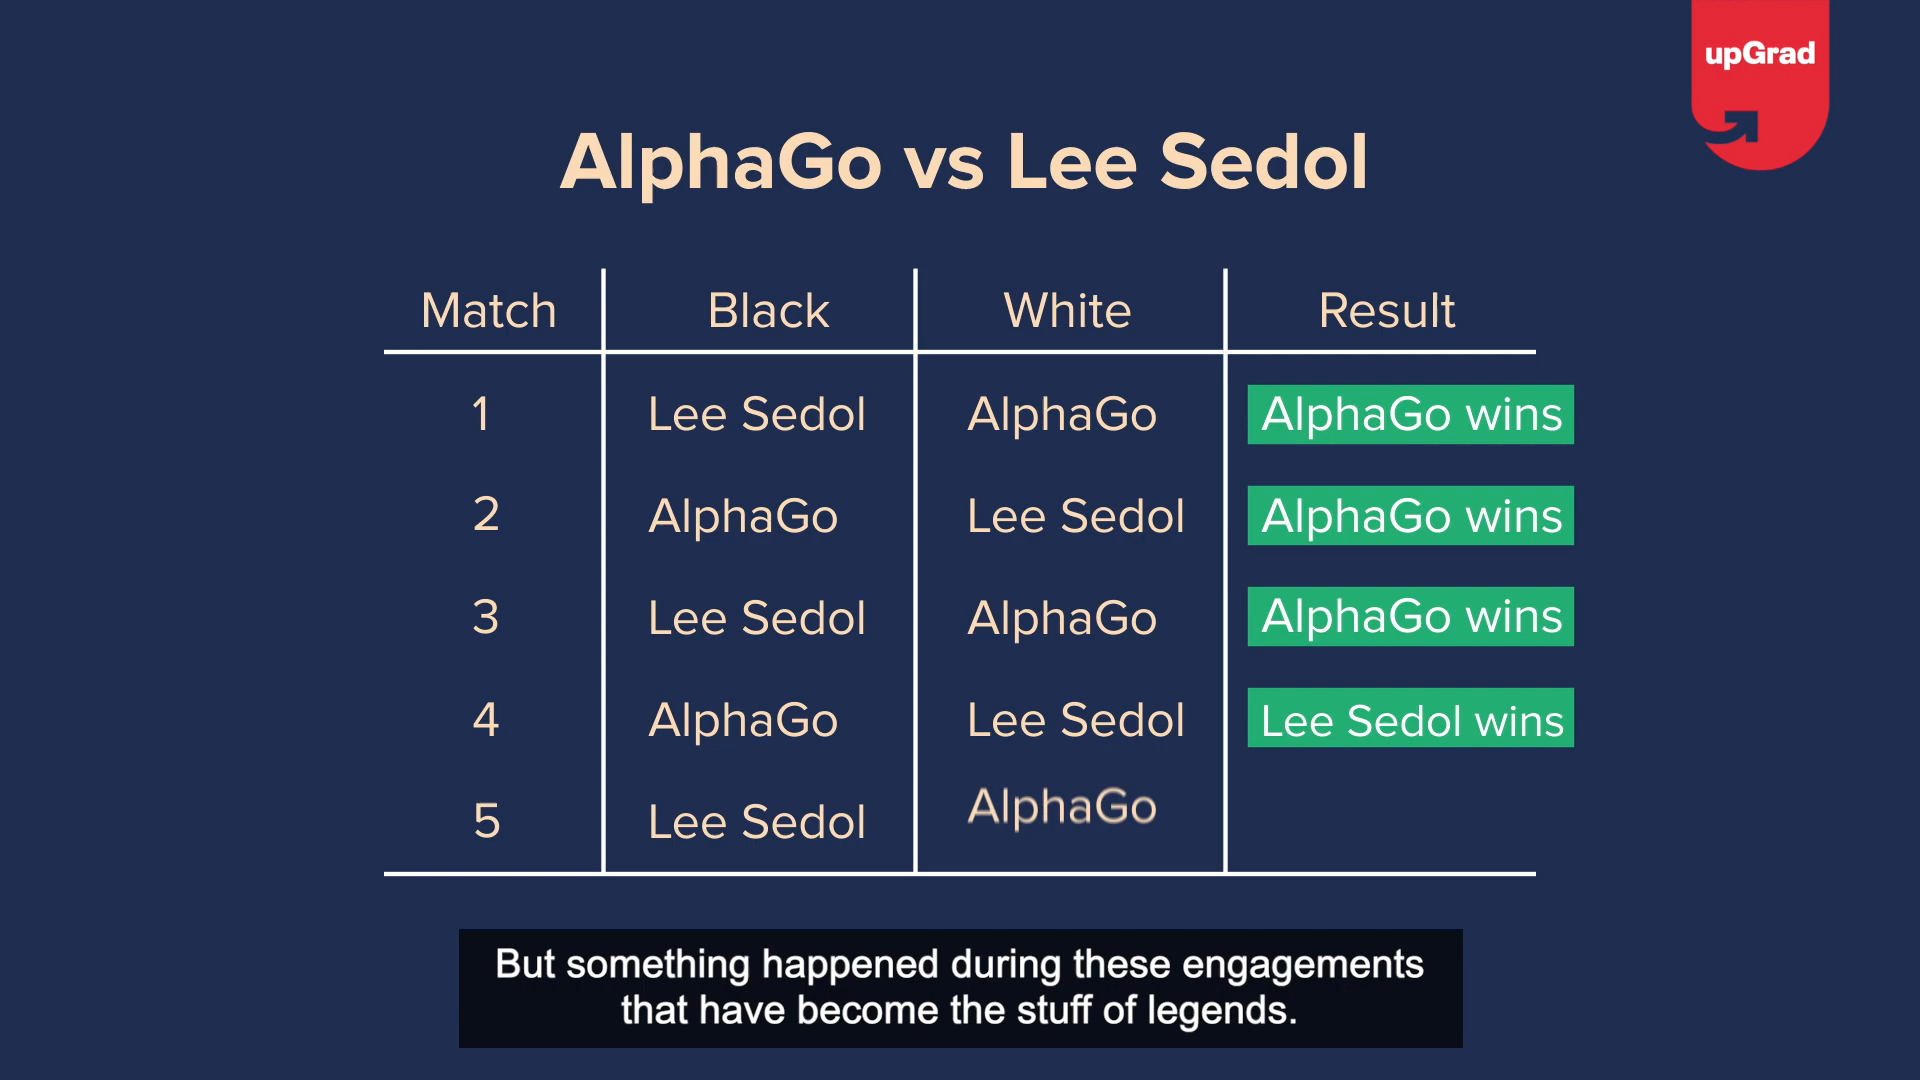 upGrad
AlphaGo vs Lee Sedol
Match Black White Result
1 Lee Sedol AlphaGo AlphaGo wins
2 AlphaGo Lee Sedol AlphaGo wins
3 Lee Sedol AlphaGo AlphaGo wins
4 AlphaGo Lee Sedol Lee Sedol wins
5 Lee Sedol AlphaGo
But something happened during these engagements
that have become the stuff of legends.